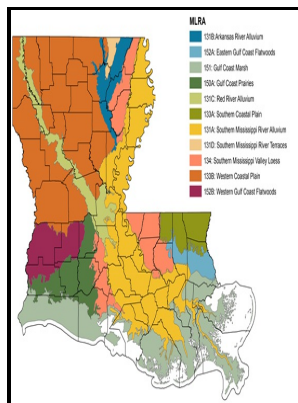 MLRA
131B Arkansas River Alluvium
152A: Eastern Gulf Coast Flatwoods
151: Gulf Coast Marsh
150A: Gulf Coast Prairies
131C: Red River Alluvium
133A: Southern Coastal Plain
131A: Southern Mississippi River Alluvium
131D: Southern Mississippi River Terraces
134: Southern Mississippi Valley Loess
133B: Western Coastal Plain
152B: Western Gulf Coast Flatwoods